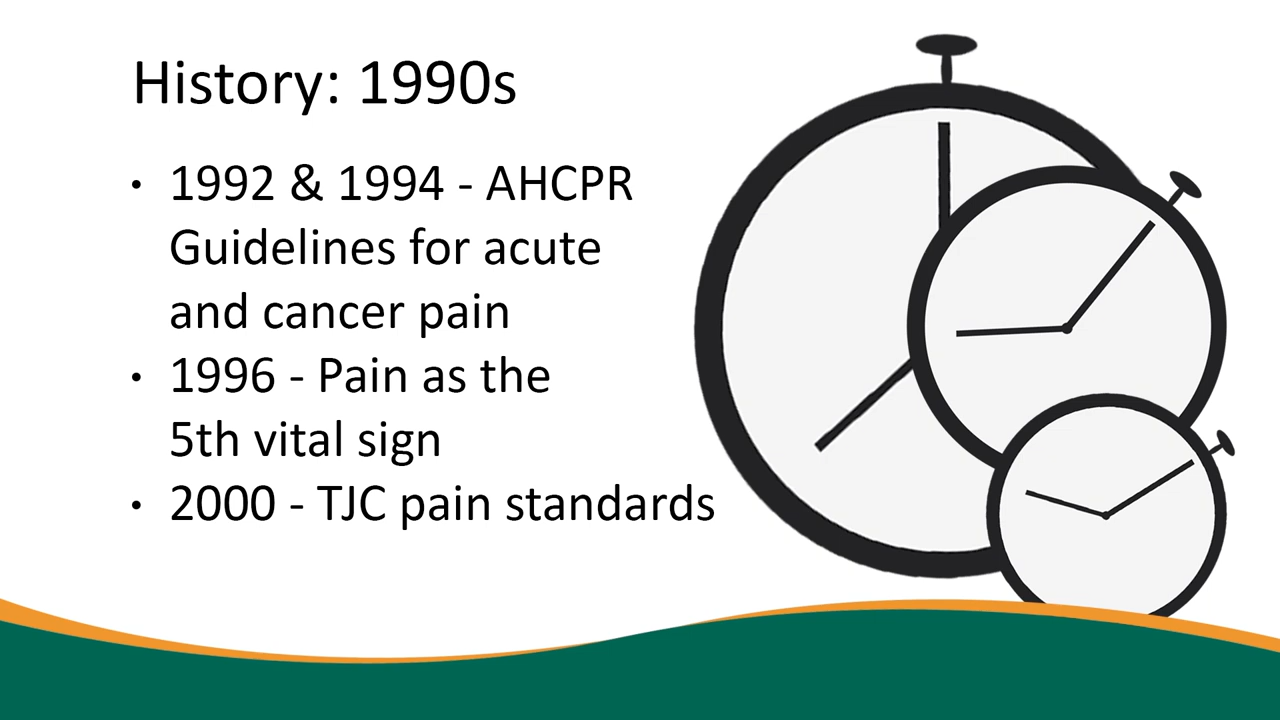 History: 1990s
• 1992 & 1994 - AHCPR
Guidelines for acute
and cancer pain
• 1996 - Pain as the
5th vital sign
• 2000 - TJC pain standards